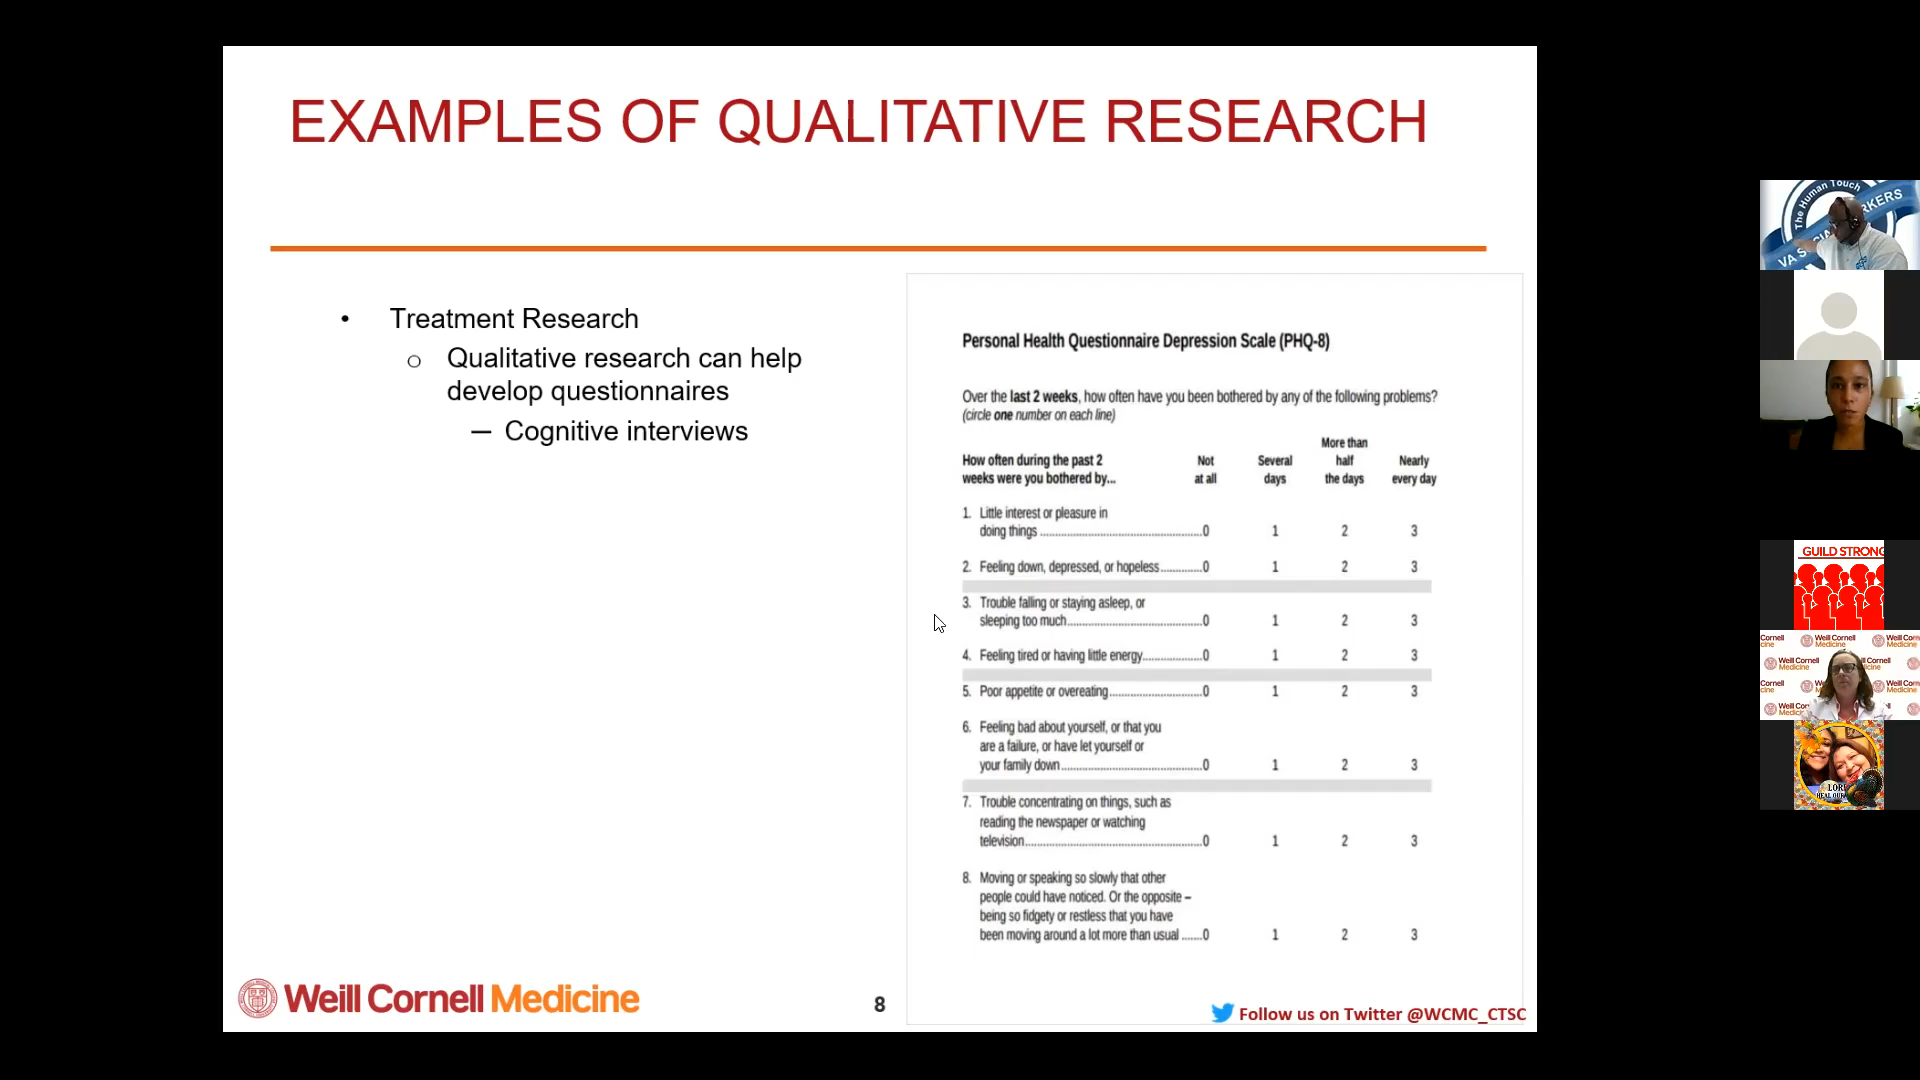 EXAMPLES OF QUALITATIVE RESEARCH
• Treatment Research
o Qualitative research can help
develop questionnaires
— Cognitive interviews
Personal Health Questionnaire Depression Scale (PHQ-8)
Over the last 2 weeks, how often have you been bothered by any of the following problems?
(circle one number on each line)
How often during the past 2 weeks were you bothered by... Not at all Several days More than half the days Nearly every day
1. Little interest or pleasure in
doing things ......................................................0 1 2 3
2. Feeling down, depressed, or hopeless..............0 1 2 3
3. Trouble falling or staying asleep, or
sleeping too much.............................................0 1 2 3
4. Feeling tired or having little energy....................0 1 2 3
5. Poor appetite or overeating...............................0 1 2 3
6. Feeling bad about yourself, or that you
are a failure, or have let yourself or
your family down...............................................0 1 2 3
7. Trouble concentrating on things, such as
reading the newspaper or watching
television...........................................................0 1 2 3
8. Moving or speaking so slowly that other
people could have noticed. Or the opposite –
being so fidgety or restless that you have
been moving around a lot more than usual .......0 1 2 3
Weill Cornell Medicine
8
Follow us on Twitter @WCMC_CTSC
The Human Touch
VA SOCIAL
KERS
GUILD STRONG
Weill Cornell
Medicine